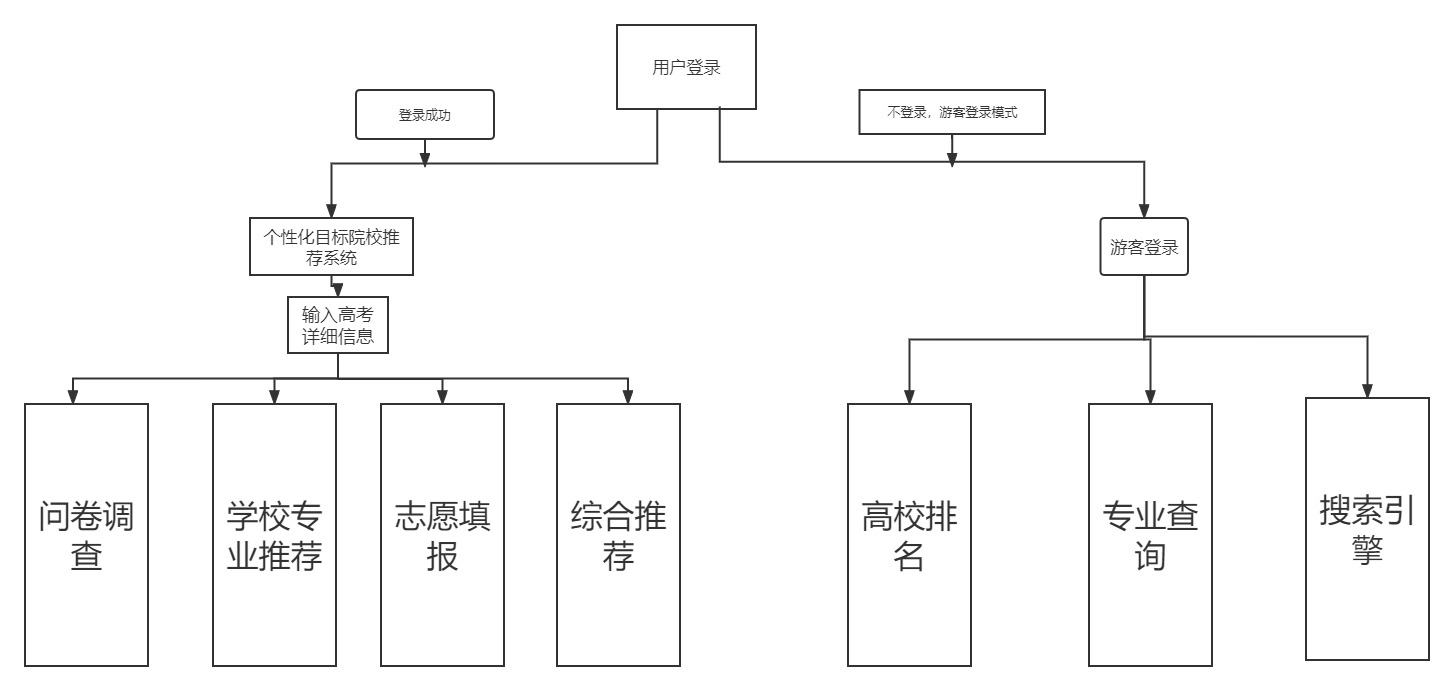 用户登录
登录成功
不登录，游客登录模式
个性化目标院校推
荐系统
游客登录
输入高考
详细信息
问卷调
查
学校专
业推荐
志愿填
报
综合推
荐
高校排
名
专业查
询
搜索引
擎